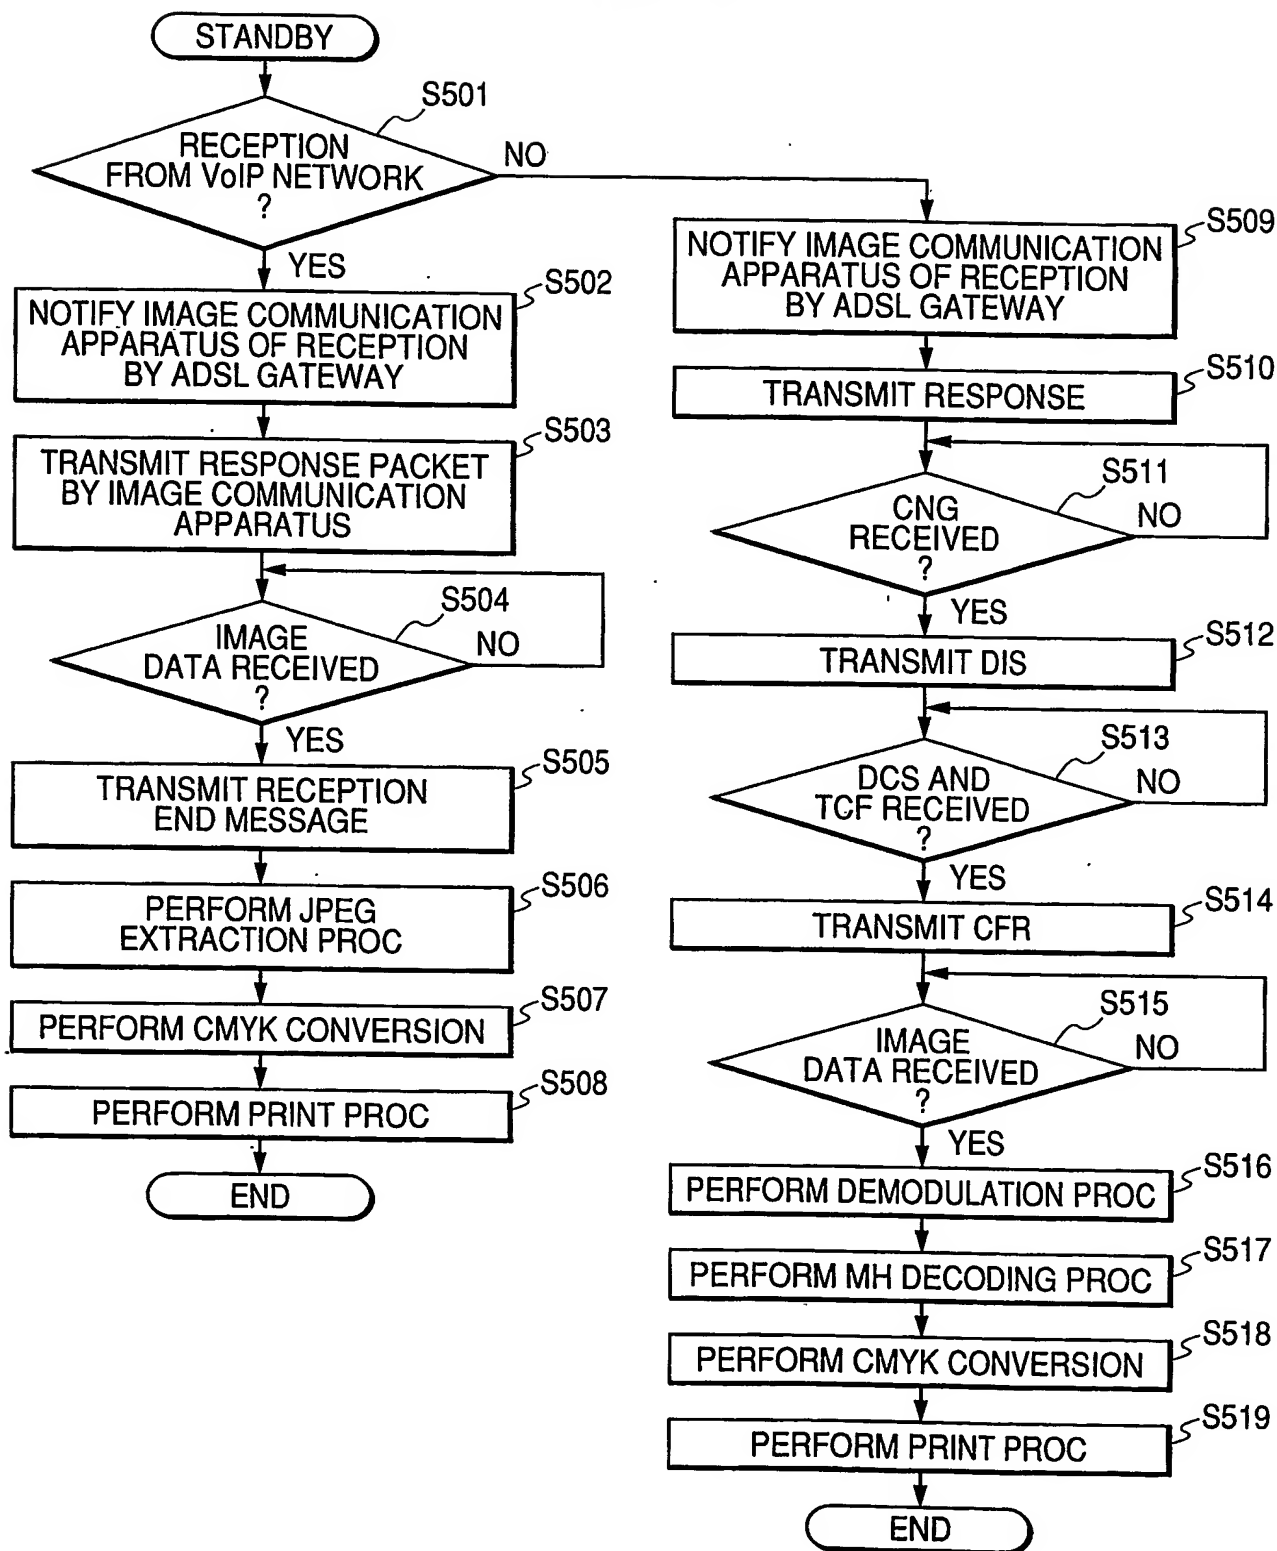 STANDBY
S501
RECEPTION
FROM VoIP NETWORK
?
NO
YES
S502
NOTIFY IMAGE COMMUNICATION
APPARATUS OF RECEPTION
BY ADSL GATEWAY
S503
TRANSMIT RESPONSE PACKET
BY IMAGE COMMUNICATION
APPARATUS
S504
IMAGE
DATA RECEIVED
?
NO
YES
S505
TRANSMIT RECEPTION
END MESSAGE
S506
PERFORM JPEG
EXTRACTION PROC
S507
PERFORM CMYK CONVERSION
S508
PERFORM PRINT PROC
END
S509
NOTIFY IMAGE COMMUNICATION
APPARATUS OF RECEPTION
BY ADSL GATEWAY
S510
TRANSMIT RESPONSE
S511
CNG
RECEIVED
?
NO
YES
S512
TRANSMIT DIS
S513
DCS AND
TCF RECEIVED
?
NO
YES
S514
TRANSMIT CFR
S515
IMAGE
DATA RECEIVED
?
NO
YES
S516
PERFORM DEMODULATION PROC
S517
PERFORM MH DECODING PROC
S518
PERFORM CMYK CONVERSION
S519
PERFORM PRINT PROC
END